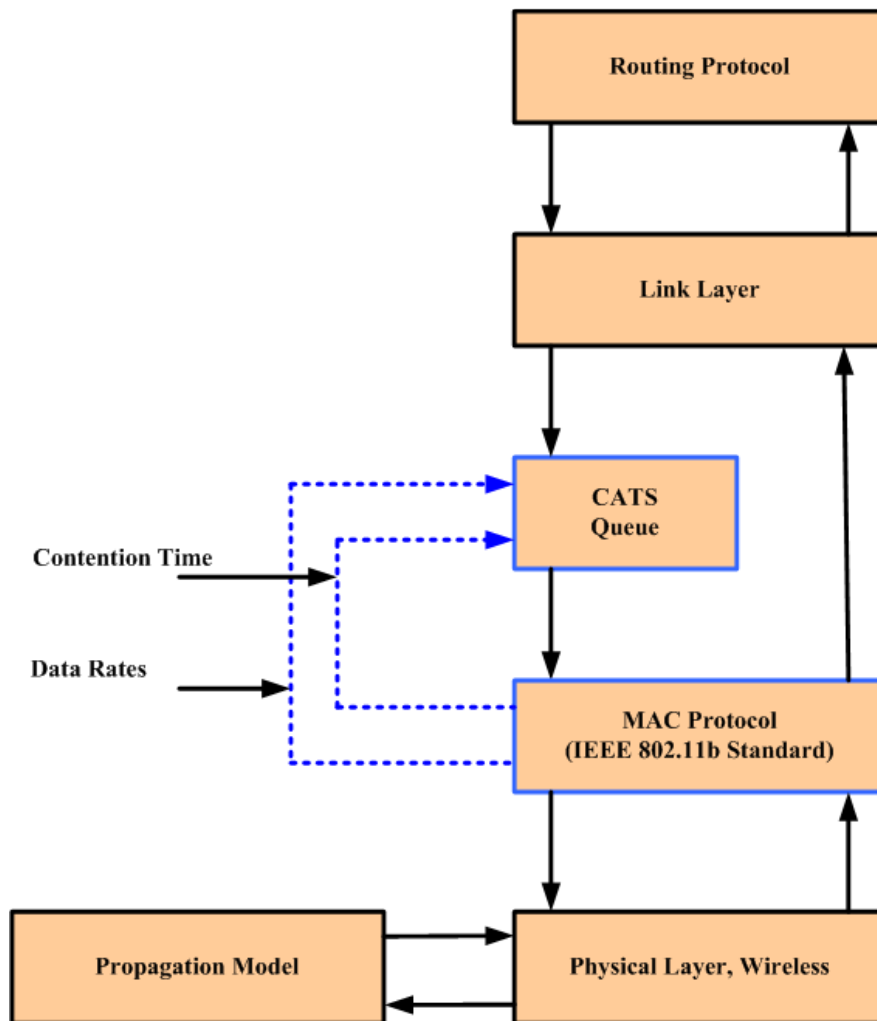 Routing Protocol
Link Layer
CATS
Queue
Contention Time
Data Rates
MAC Protocol
(IEEE 802.11b Standard)
Propagation Model
Physical Layer, Wireless